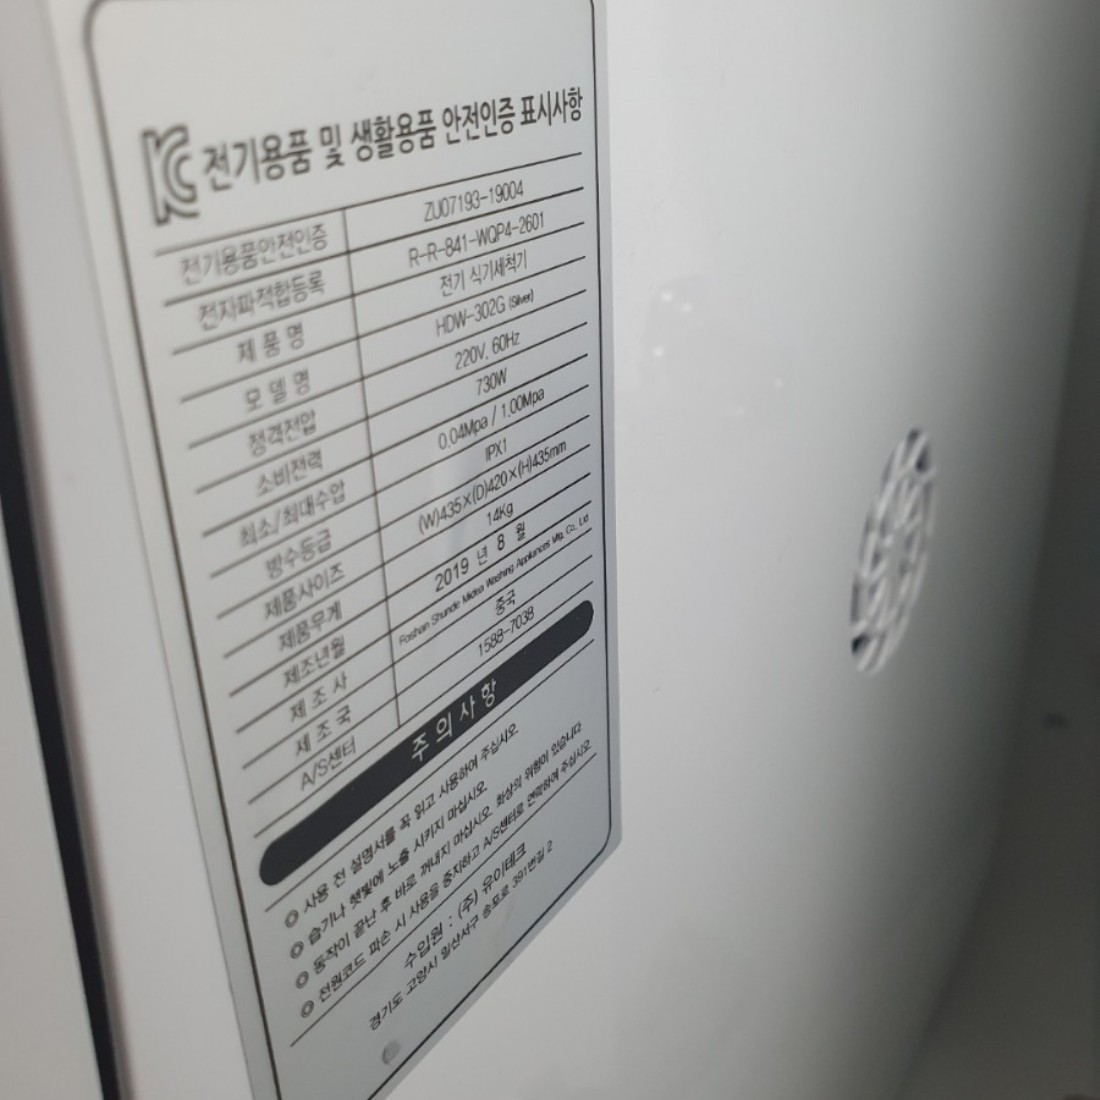 KC 전기용품 및 생활용품 안전인증 표시사항
전기용품안전인증 ZU07193-19004
전자파적합등록 R-R-841-WQP4-2601
제 품 명 전기 식기세척기
모 델 명 HDW-302G (Silver)
정격전압 220V, 60Hz
소비전력 730W
최소/최대수압 0.04Mpa / 1.00Mpa
방수등급 IPX1
제품사이즈 (W)435×(D)420×(H)435mm
제품무게 14Kg
제조년월 2019 년 8 월
제 조 사 Foshan Shunde Midea Washing Appliances Mfg. Co., Ltd
제 조 국 중국
A/S센터 1588-7038
주 의 사 항
◎ 사용 전 설명서를 꼭 읽고 사용하여 주십시오.
◎ 습기나 햇빛에 노출 시키지 마십시오.
◎ 동작이 끝난 후 바로 꺼내지 마십시오. 화상의 위험이 있습니다
◎ 전원코드 파손 시 사용을 중지하고 A/S센터로 연락하여 주십시오
수입원 : (주) 유이테크
경기도 고양시 일산서구 송포로 391번길 2